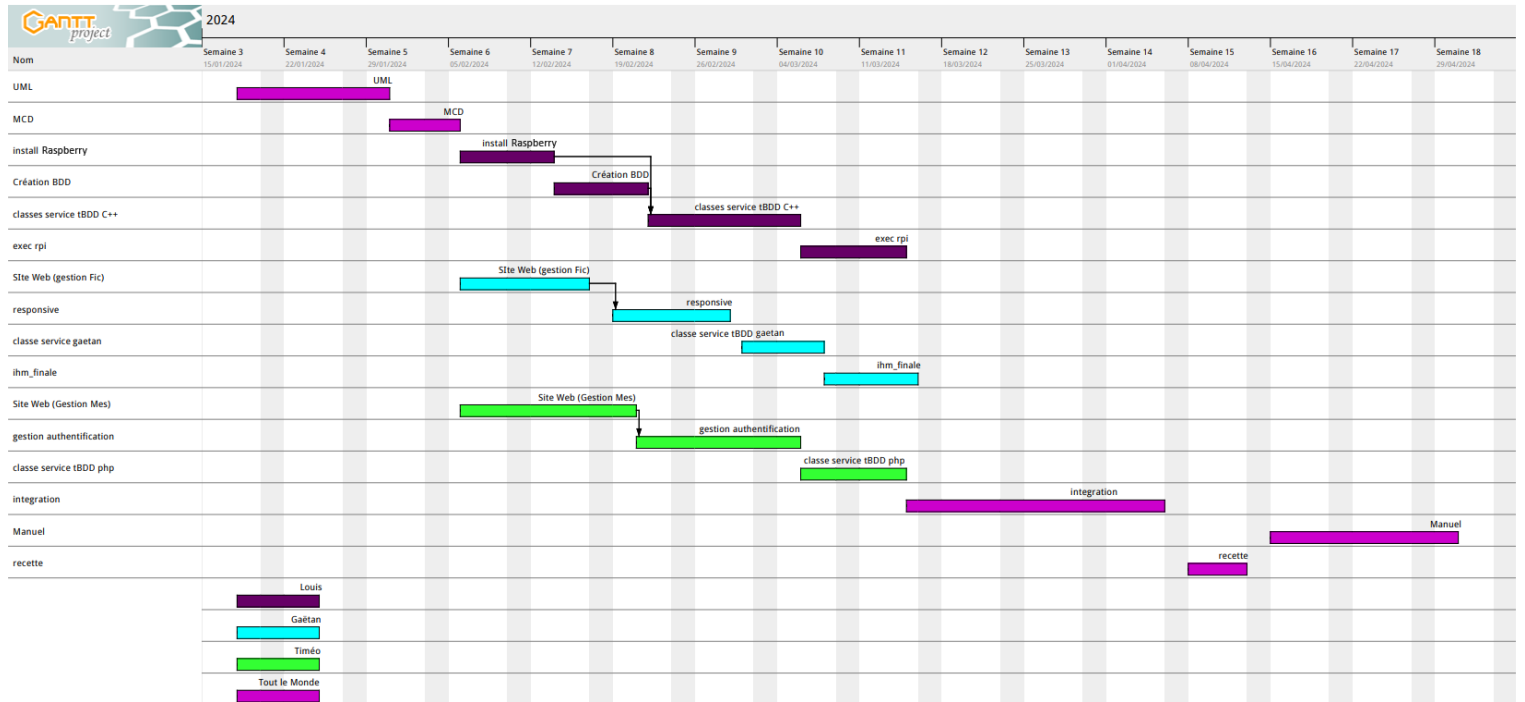 GANTT project
2024
Semaine 3 Semaine 4 Semaine 5 Semaine 6 Semaine 7 Semaine 8 Semaine 9 Semaine 10 Semaine 11 Semaine 12 Semaine 13 Semaine 14 Semaine 15 Semaine 16 Semaine 17 Semaine 18
Nom
15/01/2024 22/01/2024 29/01/2024 05/02/2024 12/02/2024 19/02/2024 26/02/2024 04/03/2024 11/03/2024 18/03/2024 25/03/2024 01/04/2024 08/04/2024 15/04/2024 22/04/2024 29/04/2024
UML UML
MCD MCD
install Raspberry install Raspberry
Création BDD Création BDD
classes service tBDD C++ classes service tBDD C++
exec rpi exec rpi
SIte Web (gestion Fic) SIte Web (gestion Fic)
responsive responsive
classe service gaetan classe service tBDD gaetan
ihm_finale ihm_finale
Site Web (Gestion Mes) Site Web (Gestion Mes)
gestion authentification gestion authentification
classe service tBDD php classe service tBDD php
integration integration
Manuel Manuel
recette recette
Louis
Gaëtan
Timéo
Tout le Monde